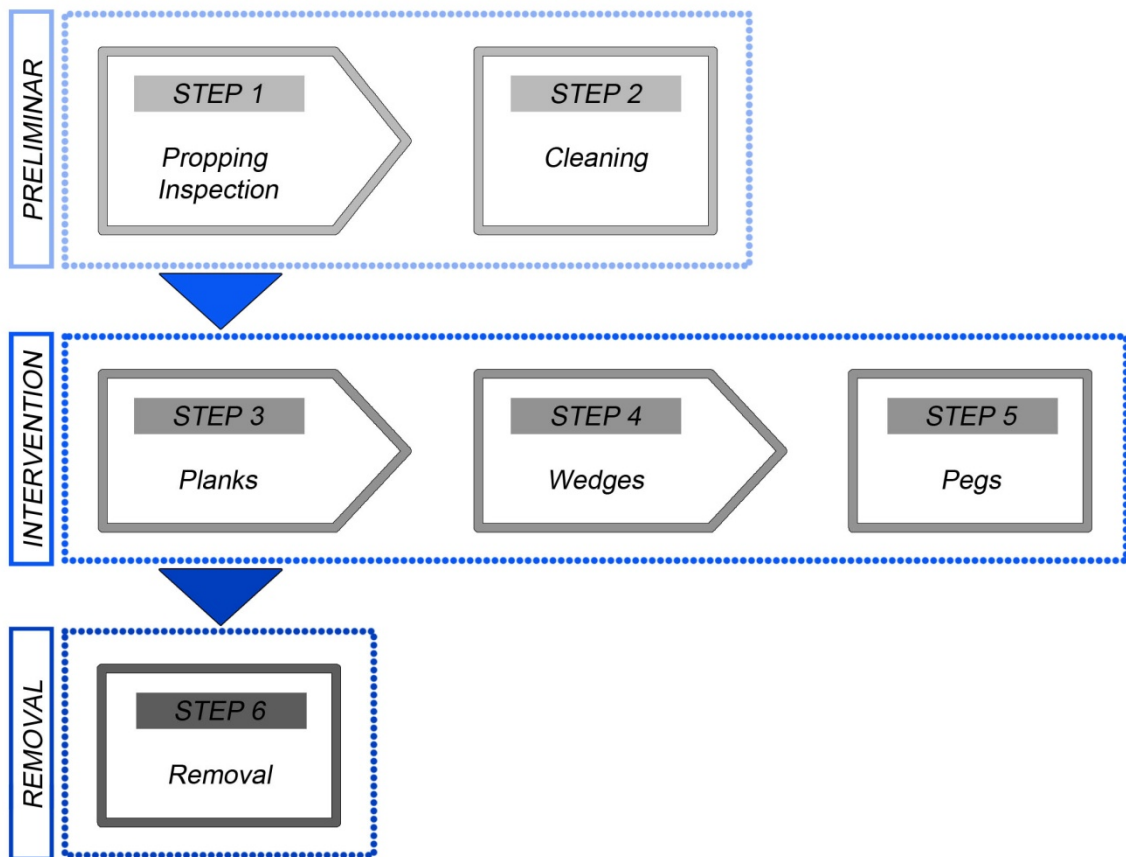 PRELIMINAR
STEP 1
Propping
Inspection
STEP 2
Cleaning
INTERVENTION
STEP 3
Planks
STEP 4
Wedges
STEP 5
Pegs
REMOVAL
STEP 6
Removal